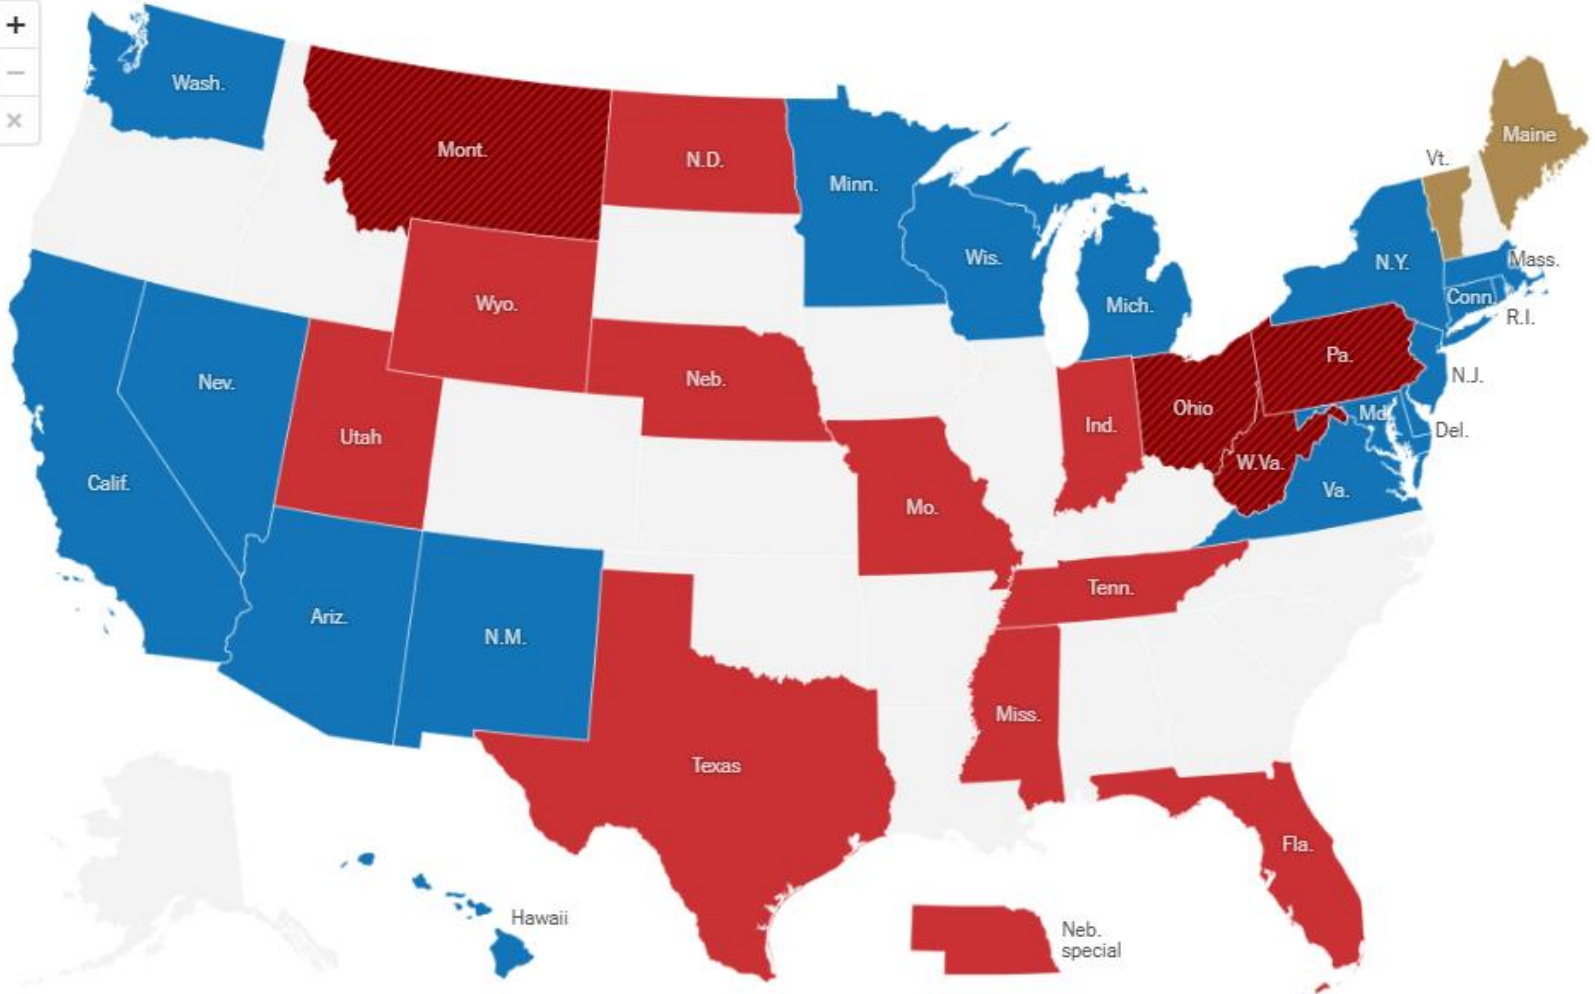 +
−
×
Wash.
Mont.
N.D.
Minn.
Wis.
Mich.
Vt.
Maine
N.Y.
Mass.
Conn.
R.I.
Wyo.
Neb.
Nev.
Utah
Calif.
Ind.
Ohio
Pa.
N.J.
Md.
Del.
W.Va.
Va.
Mo.
Ariz.
N.M.
Tenn.
Miss.
Texas
Fla.
Hawaii
Neb.
special